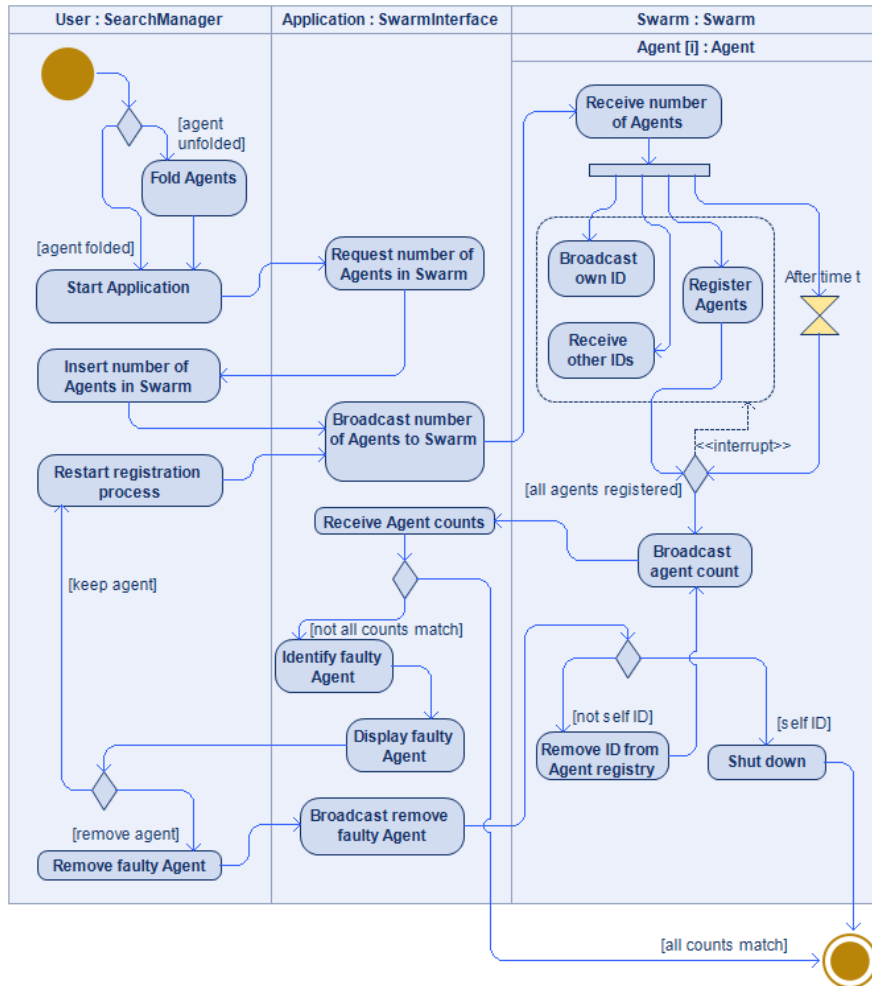 User : SearchManager
Application : SwarmInterface
Swarm : Swarm
Agent [i] : Agent
[agent
unfolded]
Fold Agents
[agent folded]
Start Application
Request number of
Agents in Swarm
Insert number of
Agents in Swarm
Broadcast number
of Agents to Swarm
Restart registration
process
Receive number
of Agents
Broadcast
own ID
Register
Agents
After time t
Receive
other IDs
<<interrupt>>
[all agents registered]
Receive Agent counts
Broadcast
agent count
[keep agent]
[not all counts match]
Identify faulty
Agent
Display faulty
Agent
[not self ID]
[self ID]
Remove ID from
Agent registry
Shut down
[remove agent]
Remove faulty Agent
Broadcast remove
faulty Agent
[all counts match]